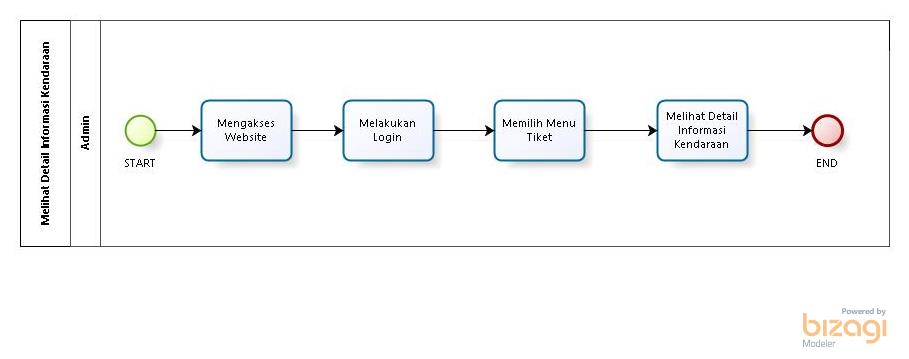 Melihat Detail Informasi Kendaraan
Admin
START
Mengakses
Website
Melakukan
Login
Memilih Menu
Tiket
Melihat Detail
Informasi
Kendaraan
END
Powered by
bizagi
Modeler